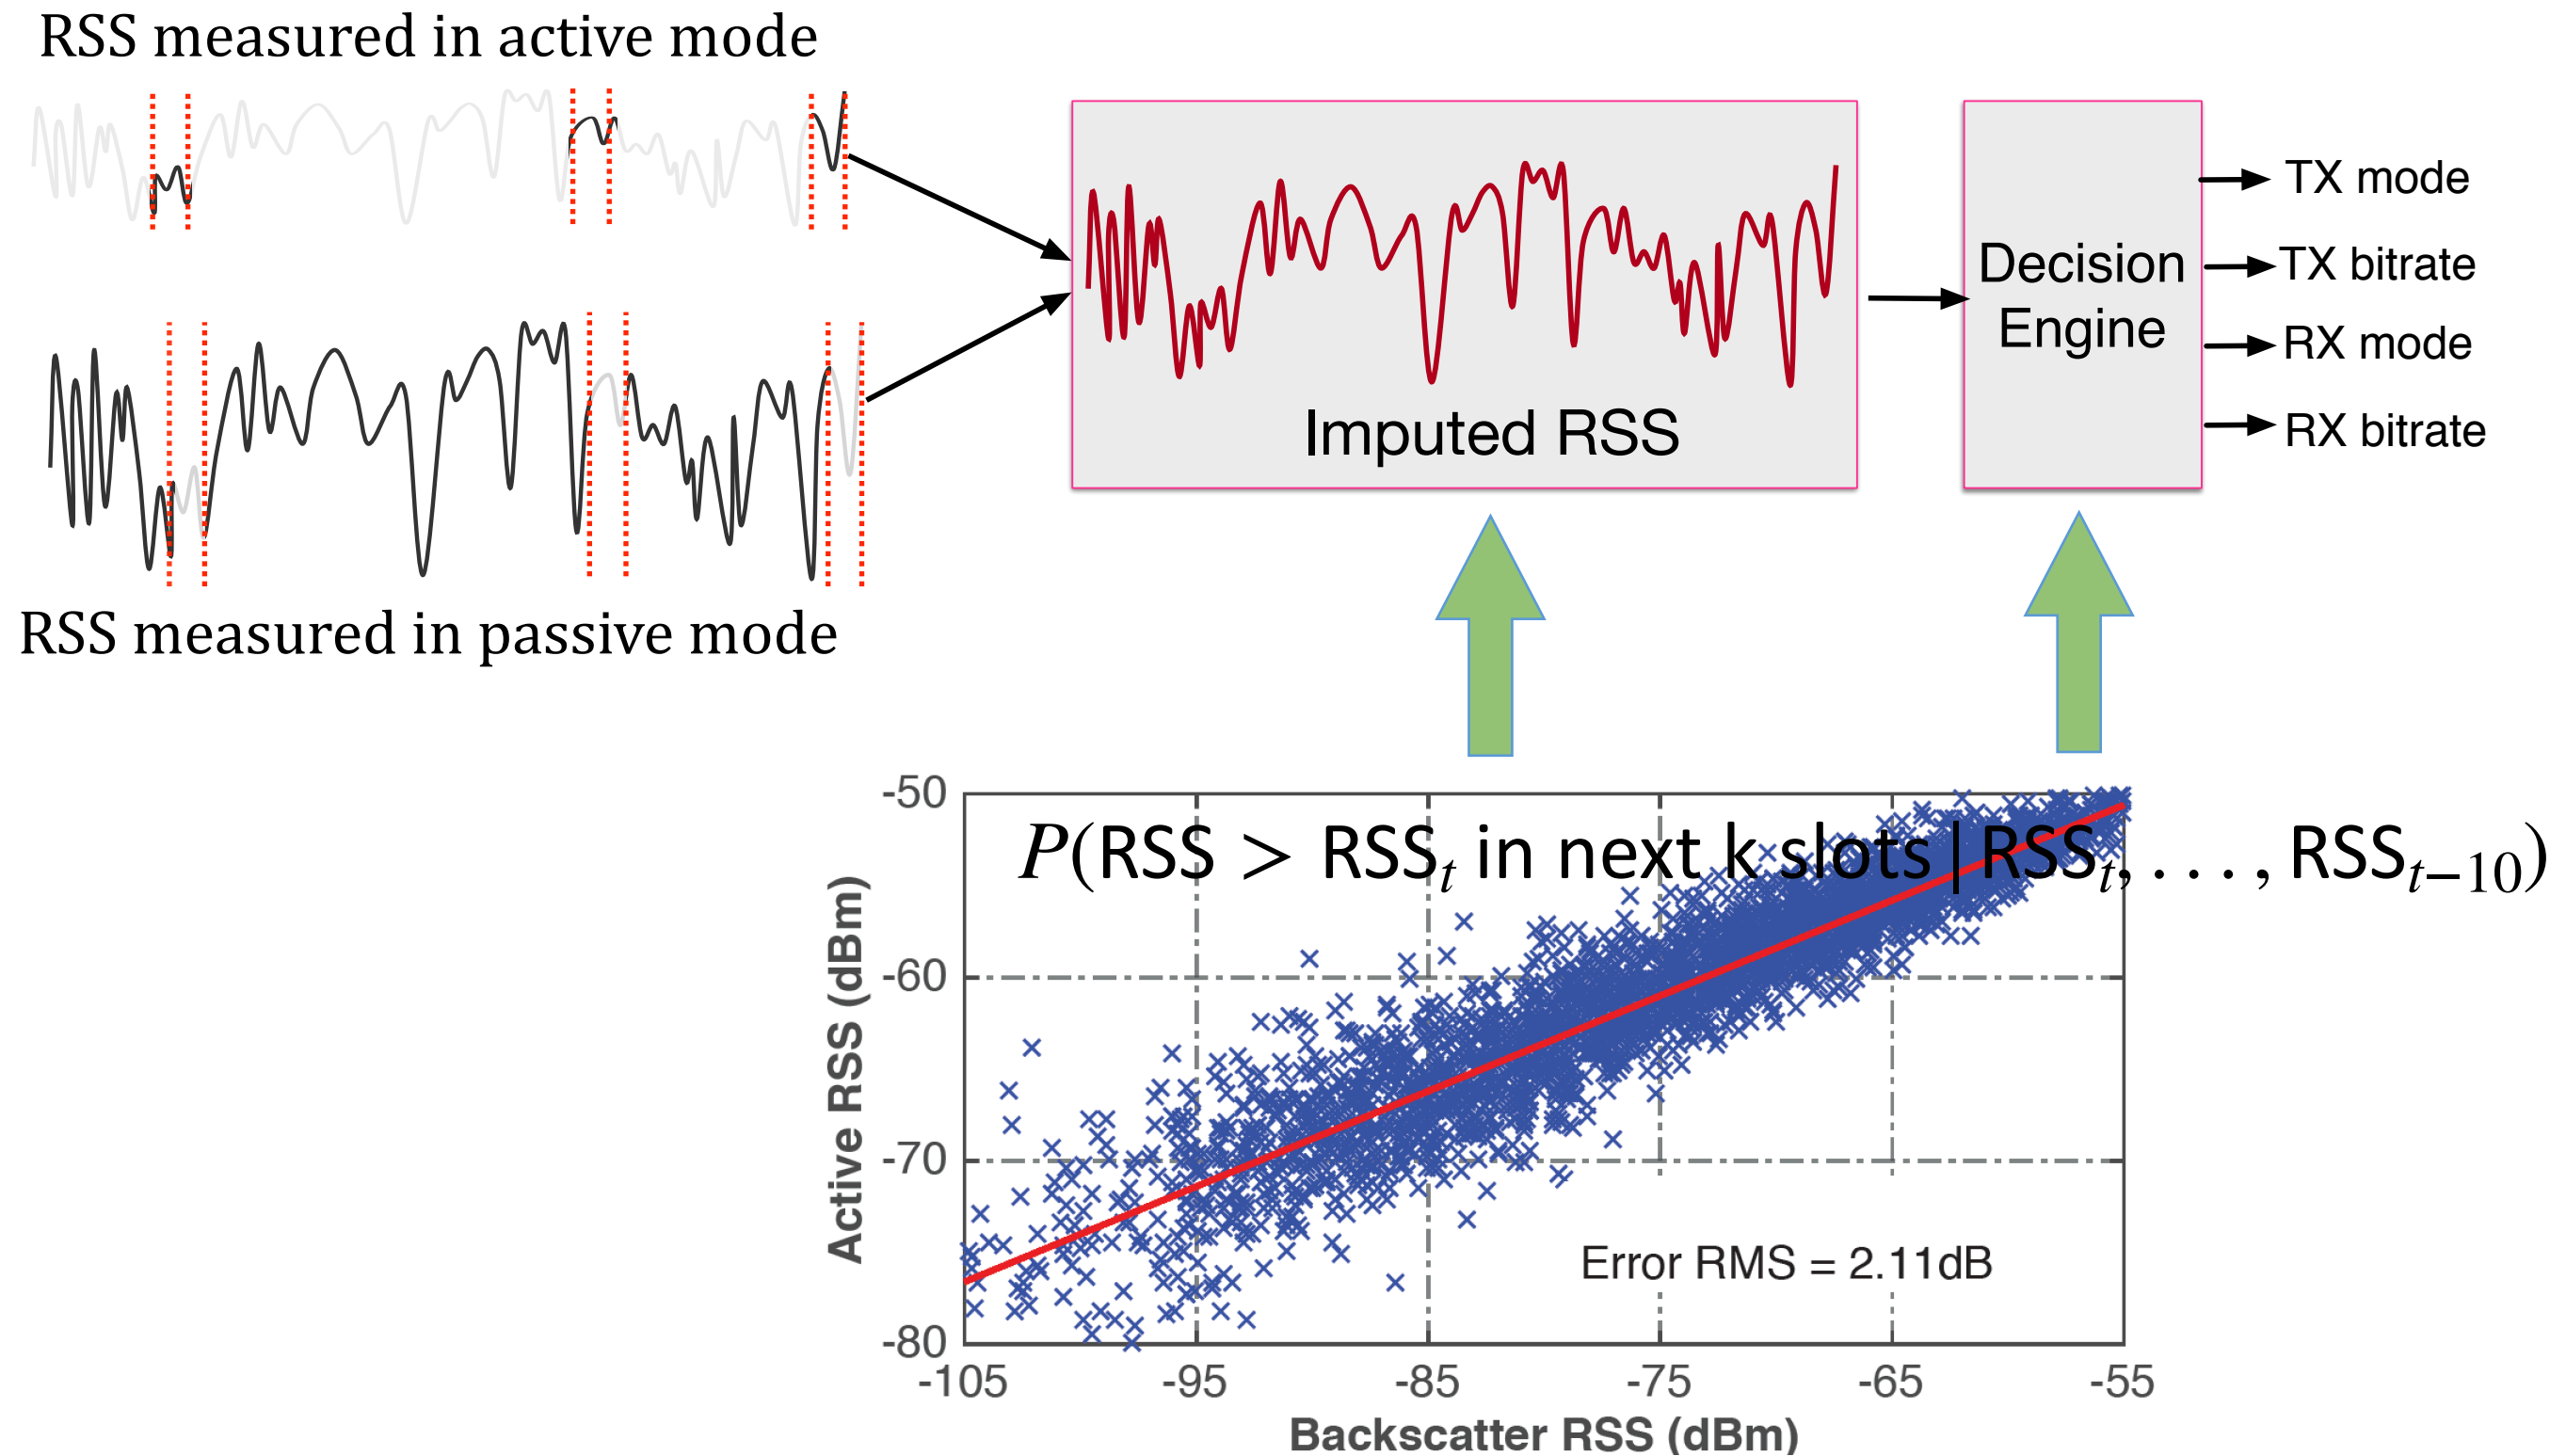 RSS measured in active mode
RSS measured in passive mode
Imputed RSS
Decision
Engine
TX mode
TX bitrate
RX mode
RX bitrate
P(RSS > RSSₜ in next k slots | RSSₜ, . . . , RSSₜ₋₁₀)
Active RSS (dBm)
-50
-60
-70
-80
Error RMS = 2.11dB
-105 -95 -85 -75 -65 -55
Backscatter RSS (dBm)